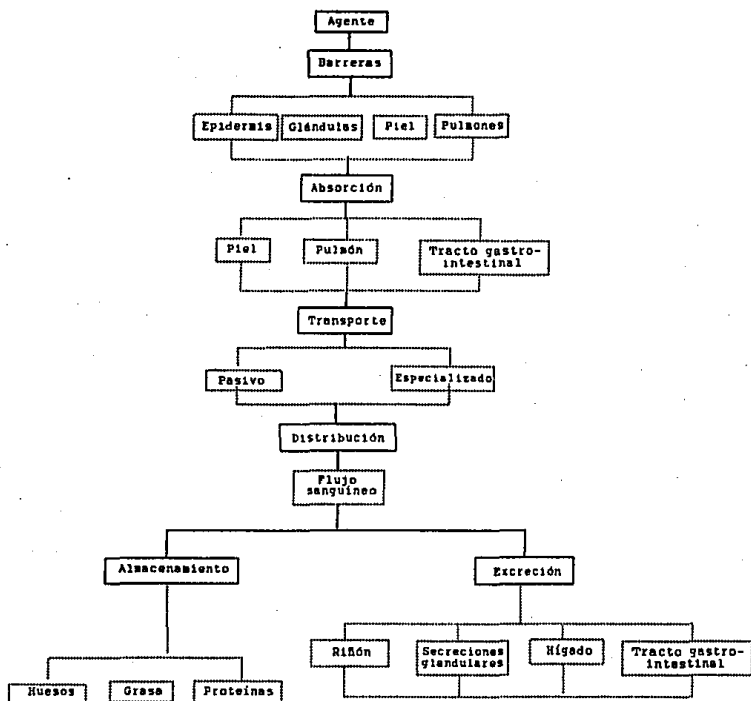 Agente
Barreras
Epidermis
Glándulas
Piel
Pulmones
Absorción
Piel
Pulmón
Tracto gastro-
intestinal
Transporte
Pasivo
Especializado
Distribución
Flujo
sanguíneo
Almacenamiento
Excreción
Riñón
Secreciones
glandulares
Hígado
Tracto gastro-
intestinal
Huesos
Grasa
Proteínas